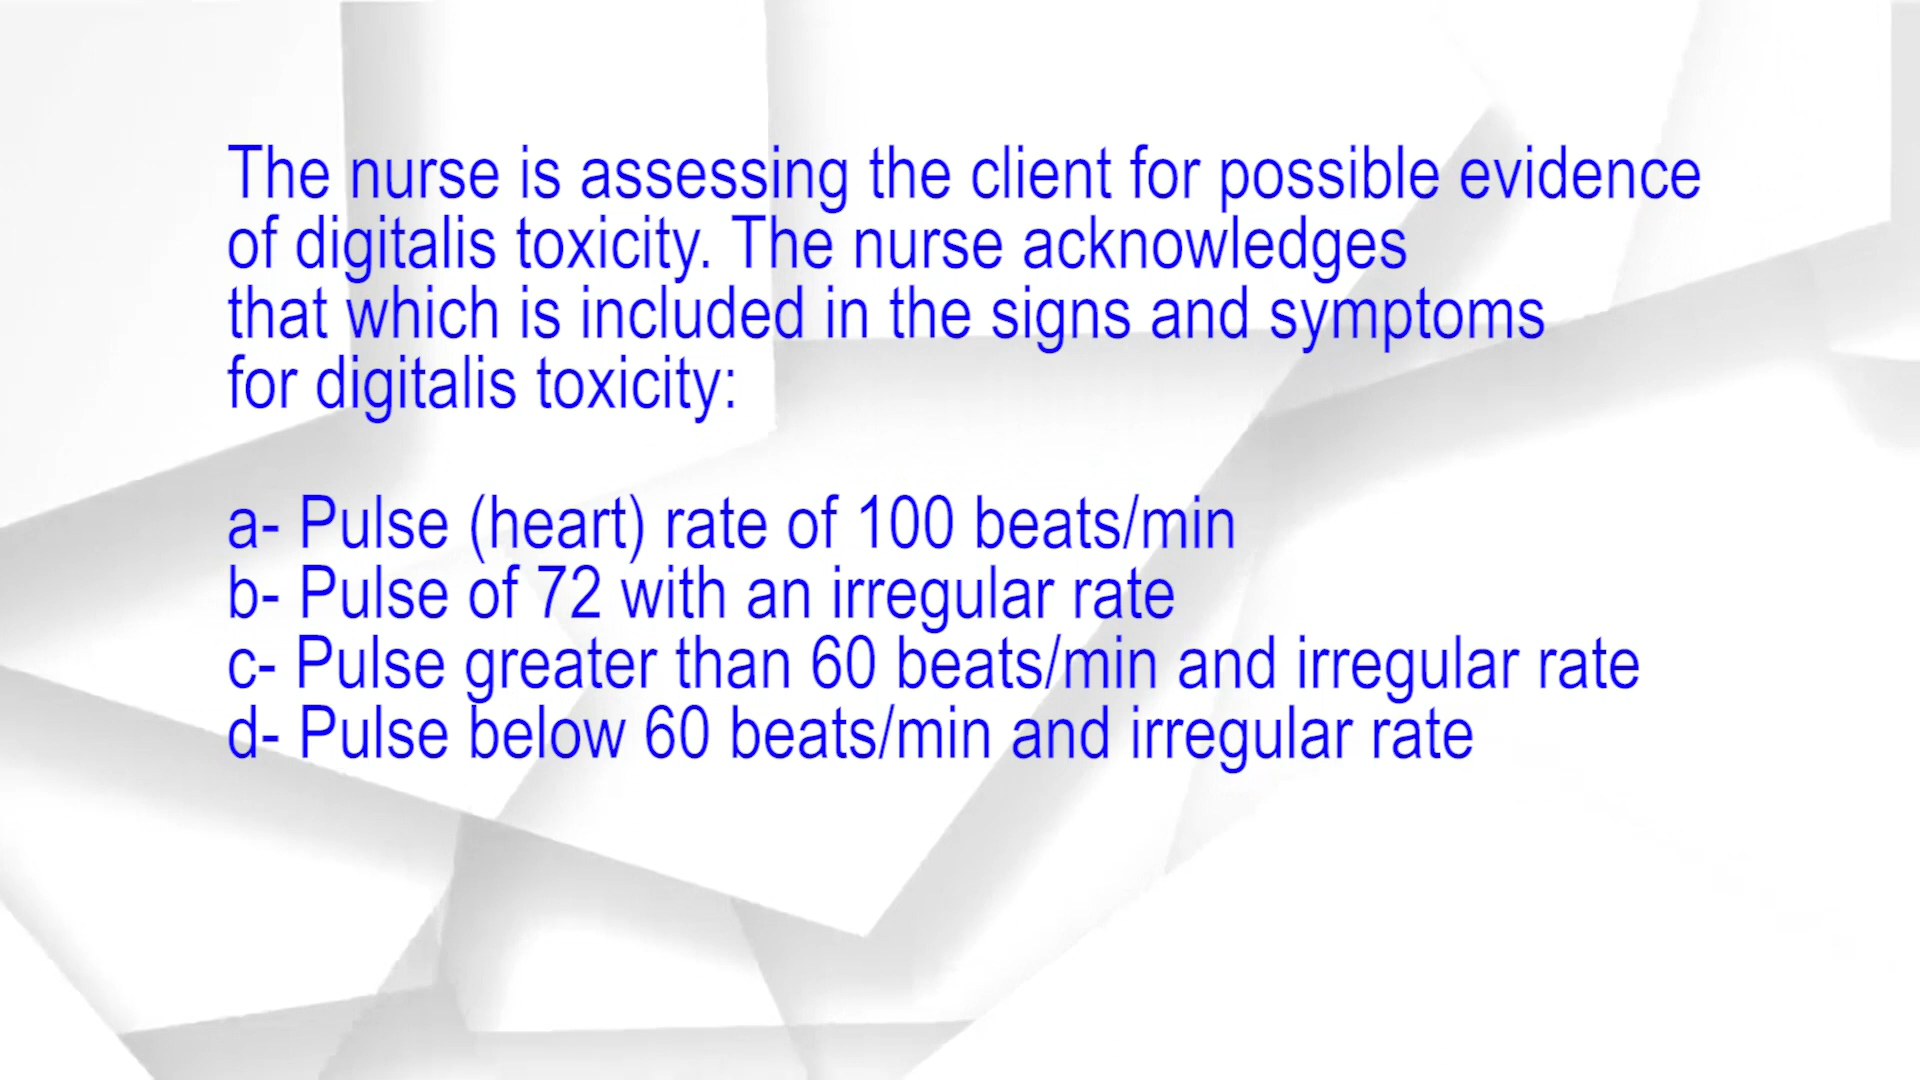 The nurse is assessing the client for possible evidence
of digitalis toxicity. The nurse acknowledges
that which is included in the signs and symptoms
for digitalis toxicity:
a- Pulse (heart) rate of 100 beats/min
b- Pulse of 72 with an irregular rate
c- Pulse greater than 60 beats/min and irregular rate
d- Pulse below 60 beats/min and irregular rate